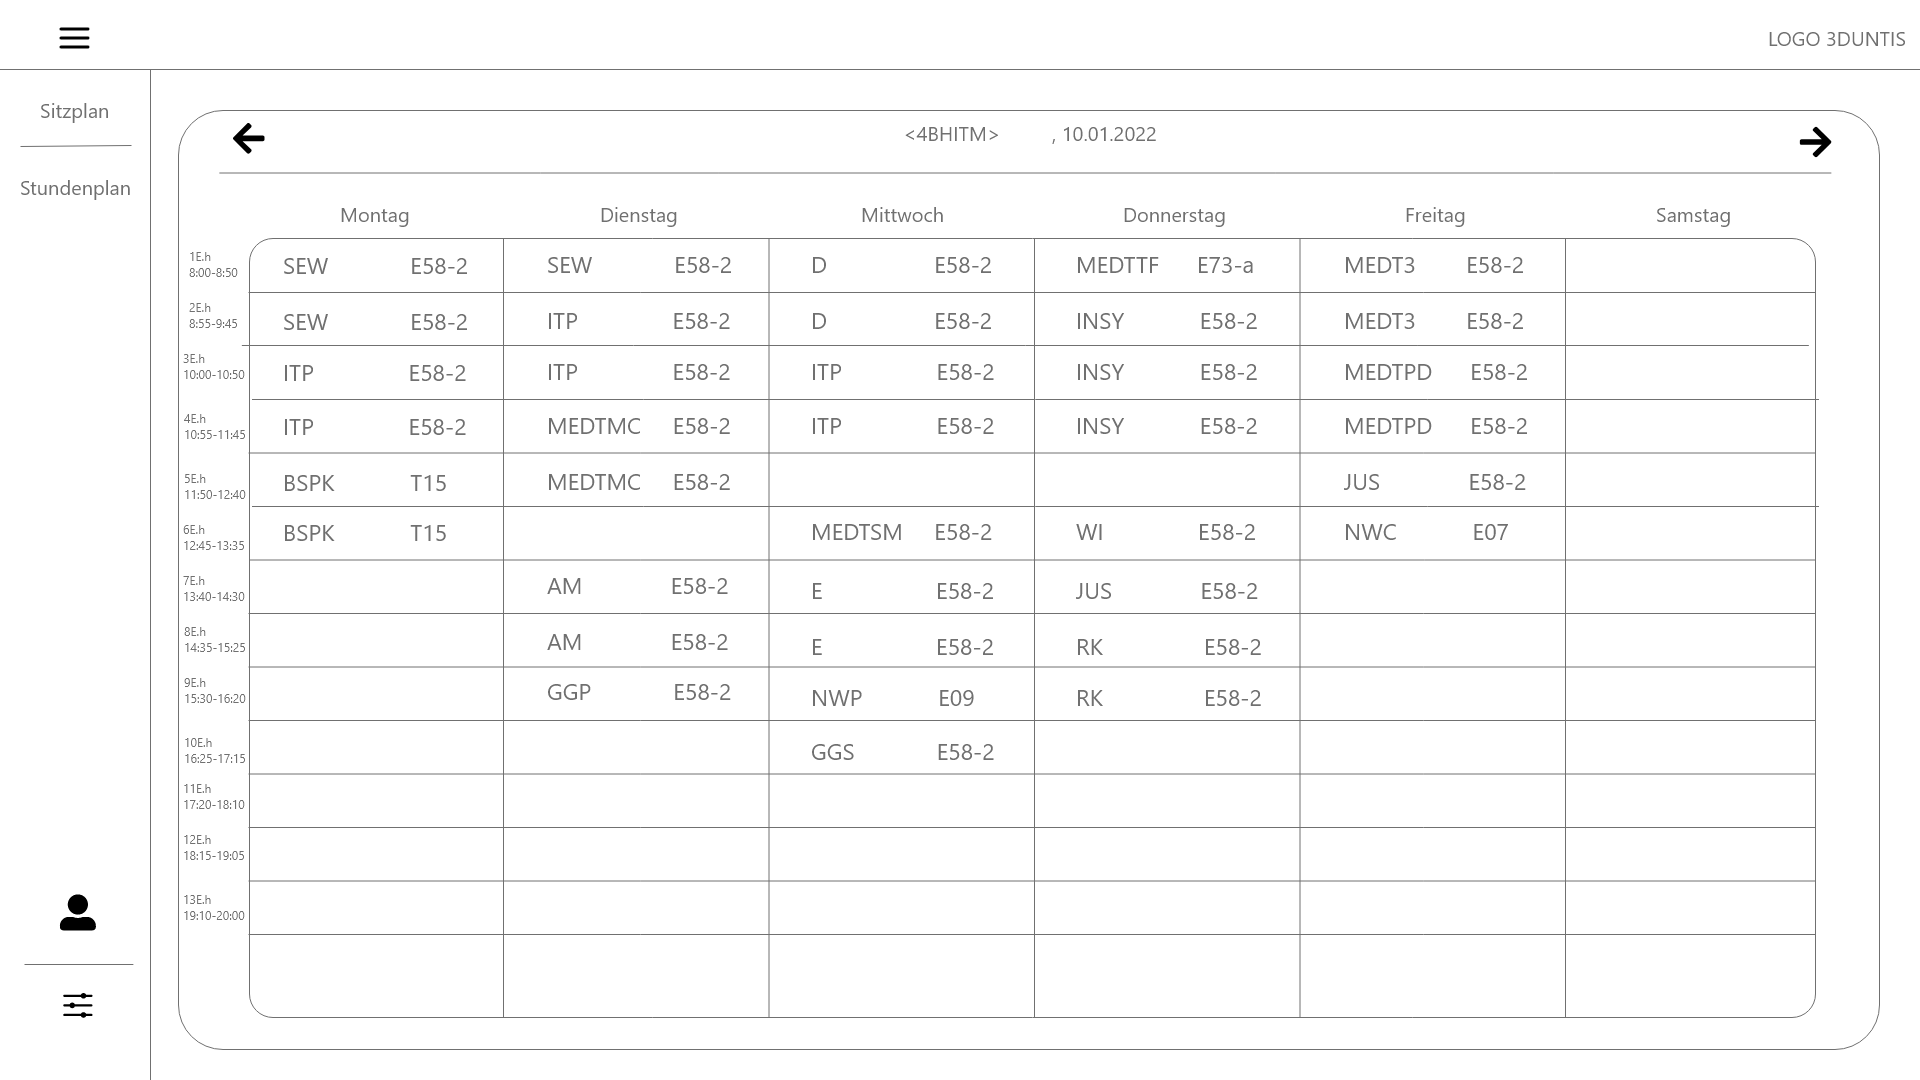 LOGO 3DUNTIS
Sitzplan
Stundenplan
<4BHITM> , 10.01.2022
Montag Dienstag Mittwoch Donnerstag Freitag Samstag
1E.h
8:00-8:50
SEW E58-2 SEW E58-2 D E58-2 MEDTTF E73-a MEDT3 E58-2
2E.h
8:55-9:45
SEW E58-2 ITP E58-2 D E58-2 INSY E58-2 MEDT3 E58-2
3E.h
10:00-10:50
ITP E58-2 ITP E58-2 ITP E58-2 INSY E58-2 MEDTPD E58-2
4E.h
10:55-11:45
ITP E58-2 MEDTMC E58-2 ITP E58-2 INSY E58-2 MEDTPD E58-2
5E.h
11:50-12:40
BSPK T15 MEDTMC E58-2 JUS E58-2
6E.h
12:45-13:35
BSPK T15 MEDTSM E58-2 WI E58-2 NWC E07
7E.h
13:40-14:30
AM E58-2 E E58-2 JUS E58-2
8E.h
14:35-15:25
AM E58-2 E E58-2 RK E58-2
9E.h
15:30-16:20
GGP E58-2 NWP E09 RK E58-2
10E.h
16:25-17:15
GGS E58-2
11E.h
17:20-18:10
12E.h
18:15-19:05
13E.h
19:10-20:00